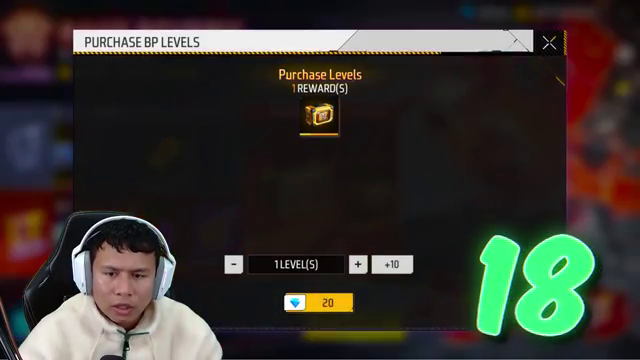 PURCHASE BP LEVELS
Purchase Levels
1 REWARD(S)
- 1 LEVEL(S) + +10
20
18